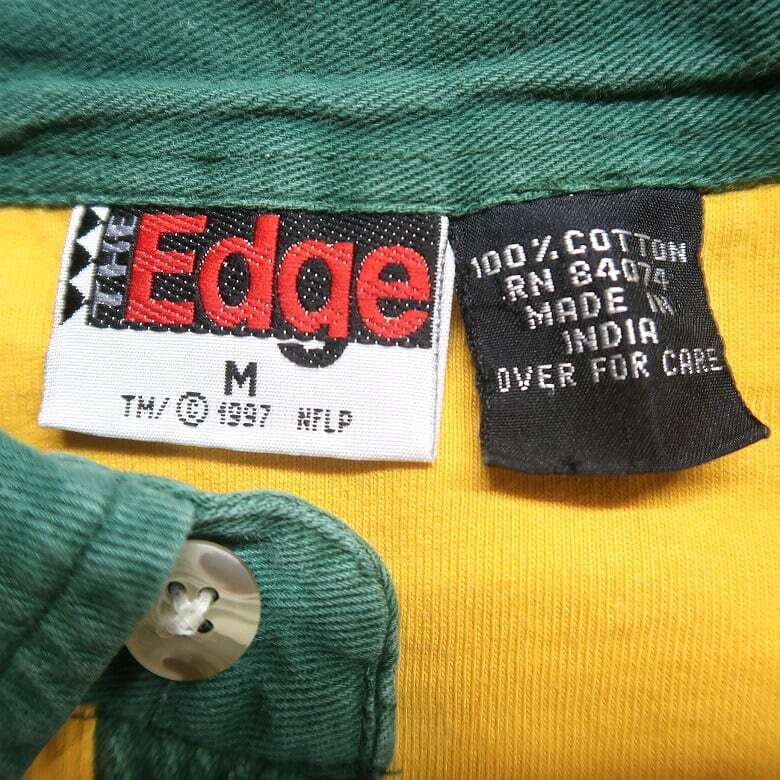 THE Edge
M
TM/© 1997 NFLP
100% COTTON
RN 84074
MADE IN
INDIA
OVER FOR CARE